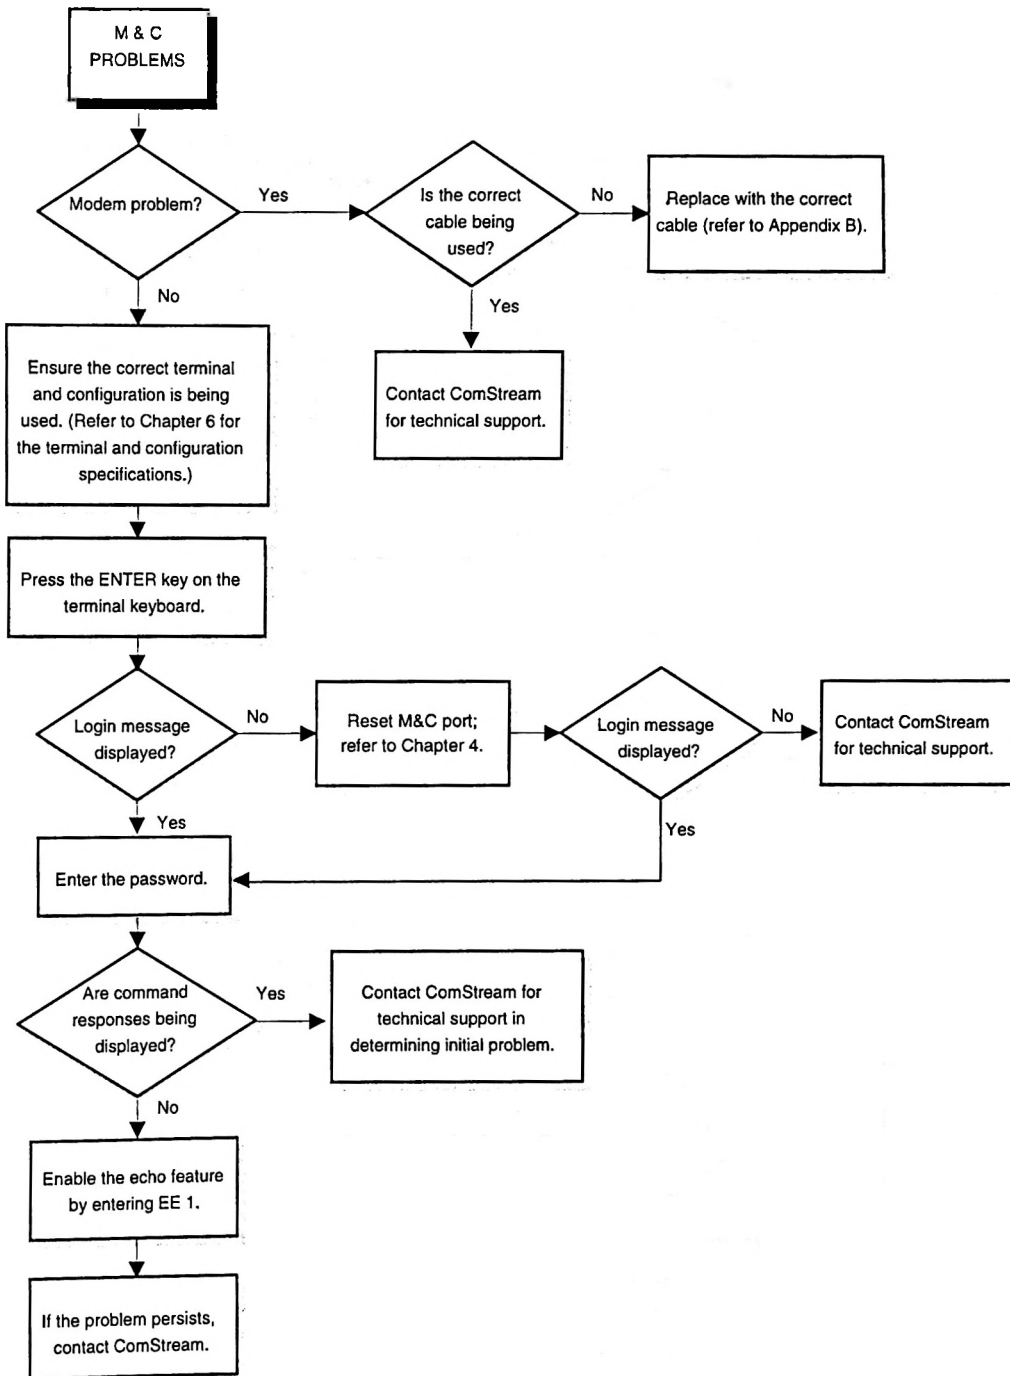 M & C
PROBLEMS
Modem problem?
Yes
Is the correct
cable being
used?
No
Replace with the correct
cable (refer to Appendix B).
No
Yes
Ensure the correct terminal
and configuration is being
used. (Refer to Chapter 6 for
the terminal and configuration
specifications.)
Contact ComStream
for technical support.
Press the ENTER key on the
terminal keyboard.
Login message
displayed?
No
Reset M&C port;
refer to Chapter 4.
Login message
displayed?
No
Contact ComStream
for technical support.
Yes
Yes
Enter the password.
Are command
responses being
displayed?
Yes
Contact ComStream for
technical support in
determining initial problem.
No
Enable the echo feature
by entering EE 1.
If the problem persists,
contact ComStream.